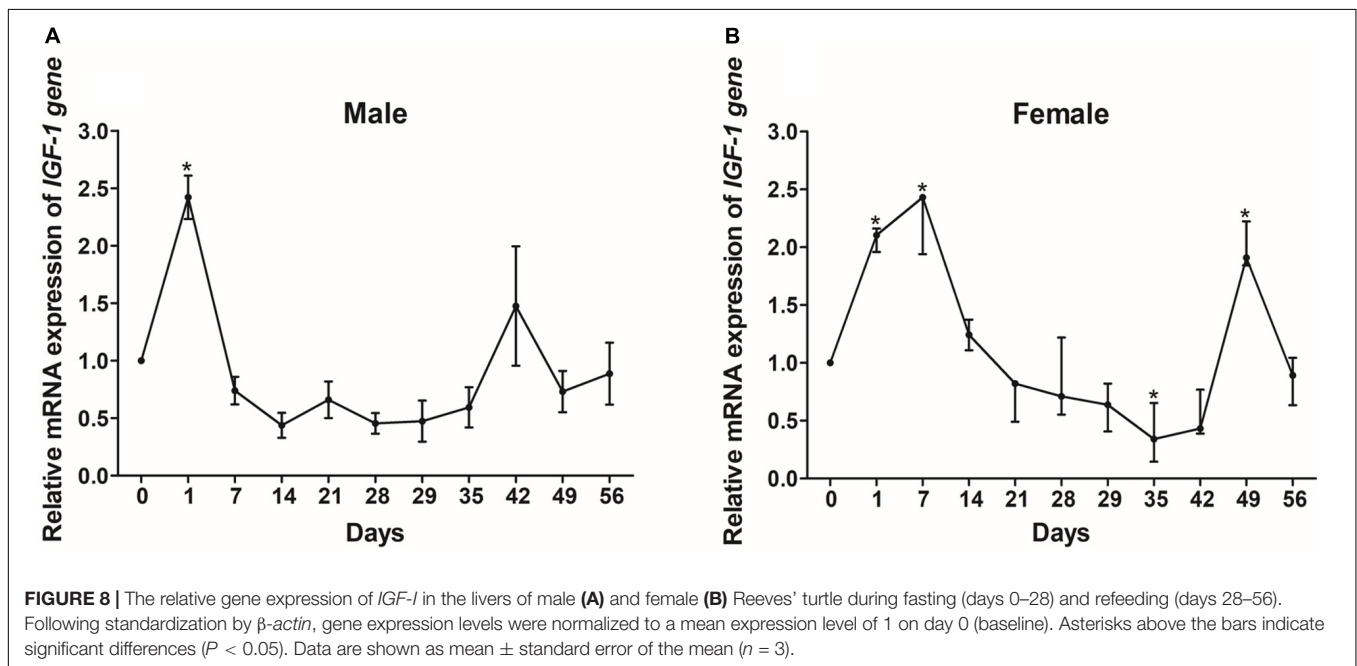 A
Male
Relative mRNA expression of IGF-1 gene
3.0
2.5
2.0
1.5
1.0
0.5
0.0
*
0 1 7 14 21 28 29 35 42 49 56
Days
B
Female
Relative mRNA expression of IGF-1 gene
3.0
2.5
2.0
1.5
1.0
0.5
0.0
* * * *
0 1 7 14 21 28 29 35 42 49 56
Days
FIGURE 8 | The relative gene expression of IGF-I in the livers of male (A) and female (B) Reeves' turtle during fasting (days 0–28) and refeeding (days 28–56).
Following standardization by β-actin, gene expression levels were normalized to a mean expression level of 1 on day 0 (baseline). Asterisks above the bars indicate
significant differences (P < 0.05). Data are shown as mean ± standard error of the mean (n = 3).